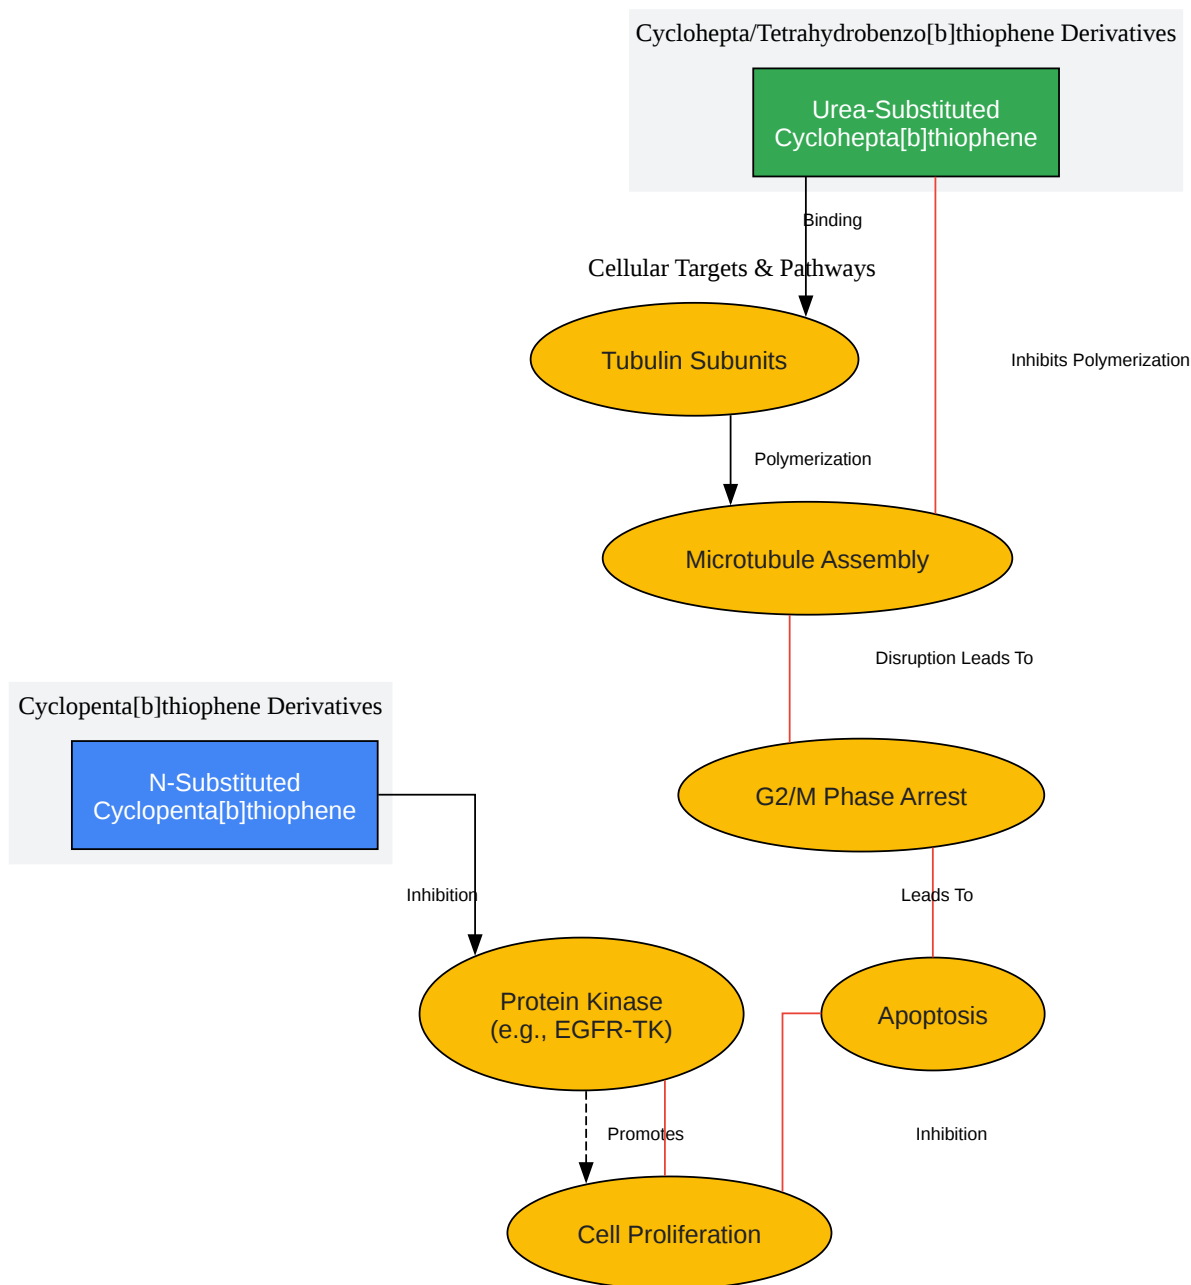 Cyclohepta/Tetrahydrobenzo[b]thiophene Derivatives
Urea-Substituted
Cyclohepta[b]thiophene
Binding
Cellular Targets & Pathways
Tubulin Subunits
Inhibits Polymerization
Polymerization
Microtubule Assembly
Disruption Leads To
Cyclopenta[b]thiophene Derivatives
N-Substituted
Cyclopenta[b]thiophene
G2/M Phase Arrest
Inhibition
Leads To
Protein Kinase
(e.g., EGFR-TK)
Apoptosis
Promotes
Inhibition
Cell Proliferation